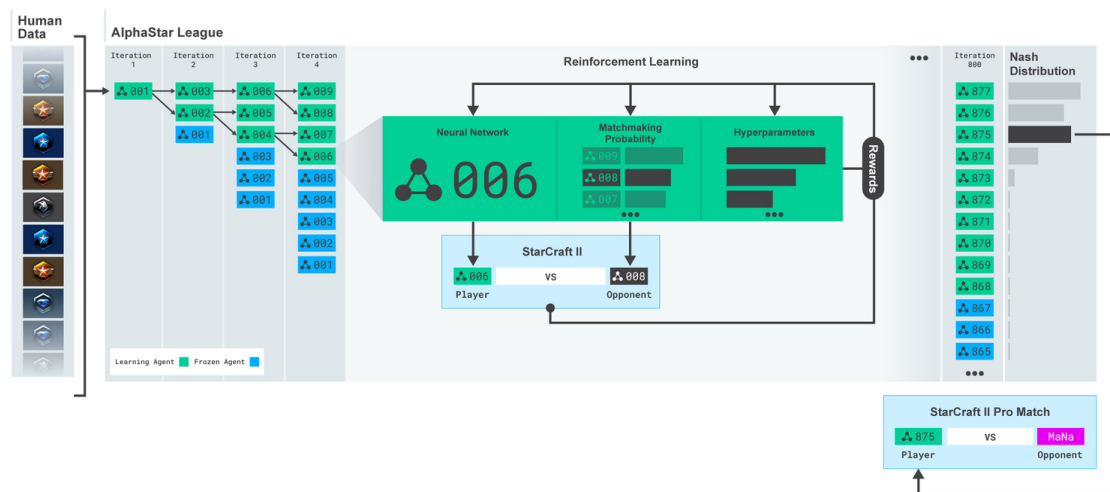 Human
Data
AlphaStar League
Iteration
1
Iteration
2
Iteration
3
Iteration
4
001
003
002
001
006
005
004
003
002
001
009
008
007
006
005
004
003
002
001
Learning Agent
Frozen Agent
Reinforcement Learning
•••
Neural Network
006
Matchmaking
Probability
009
008
007
•••
Hyperparameters
•••
Rewards
StarCraft II
006 vs 008
Player Opponent
Iteration
800
877
876
875
874
873
872
871
870
869
868
867
866
865
•••
Nash
Distribution
StarCraft II Pro Match
875 vs MaNa
Player Opponent